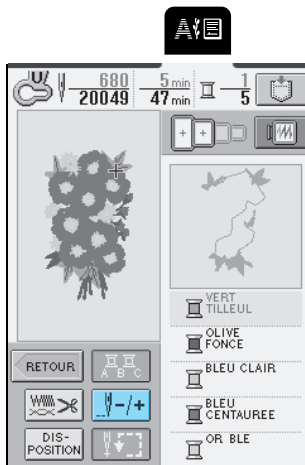 A
U
680 5 min 1
20049 47 min 5
RETOUR
A B C
-/+
DIS-
POSITION
VERT
TILLEUL
OLIVE
FONCE
BLEU CLAIR
BLEU
CENTAUREE
OR BLE